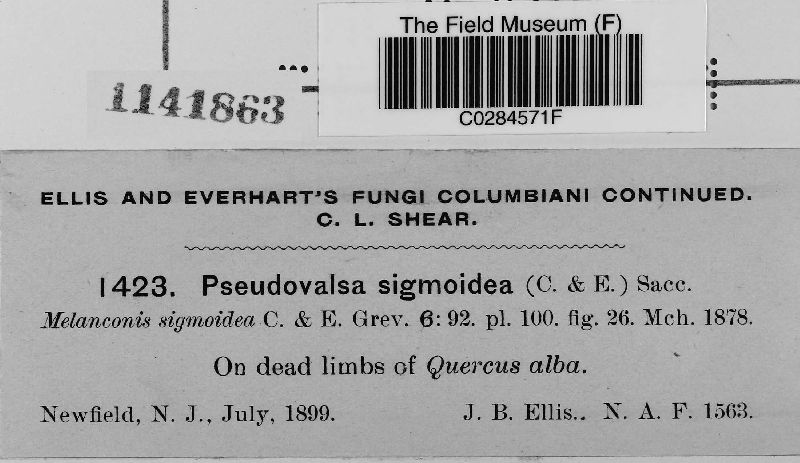 The Field Museum (F)
C0284571F
1141863
ELLIS AND EVERHART'S FUNGI COLUMBIANI CONTINUED.
C. L. SHEAR.
1423. Pseudovalsa sigmoidea (C. & E.) Sacc.
Melanconis sigmoidea C. & E. Grev. 6: 92. pl. 100. fig. 26. Mch. 1878.
On dead limbs of Quercus alba.
Newfield, N. J., July, 1899. J. B. Ellis.. N. A. F. 1563.